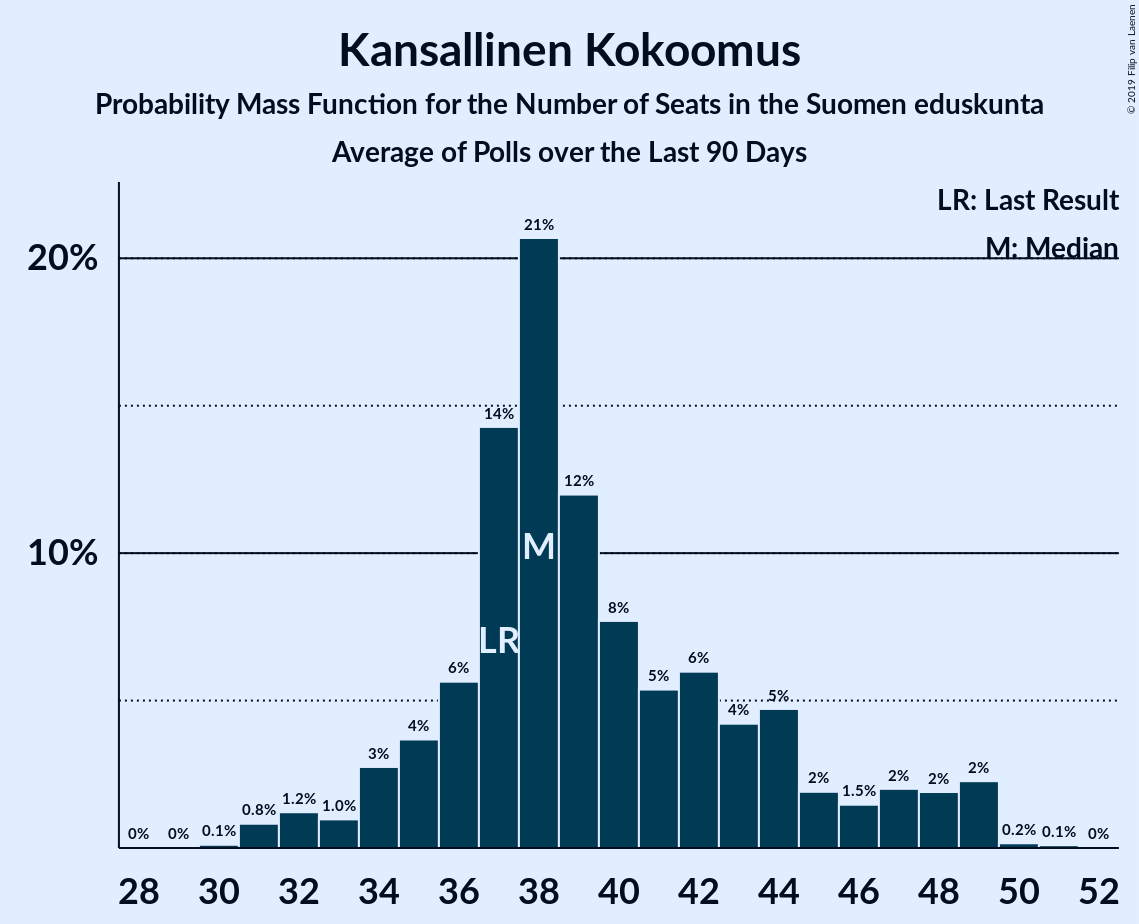 Kansallinen Kokoomus
Probability Mass Function for the Number of Seats in the Suomen eduskunta
Average of Polls over the Last 90 Days
© 2019 Filip van Laenen
LR: Last Result
M: Median
20%
10%
0% 0% 0.1% 0.8% 1.2% 1.0% 3% 4% 6% 14% 21% 12% 8% 5% 6% 4% 5% 2% 1.5% 2% 2% 2% 0.2% 0.1% 0%
LR M
28 30 32 34 36 38 40 42 44 46 48 50 52